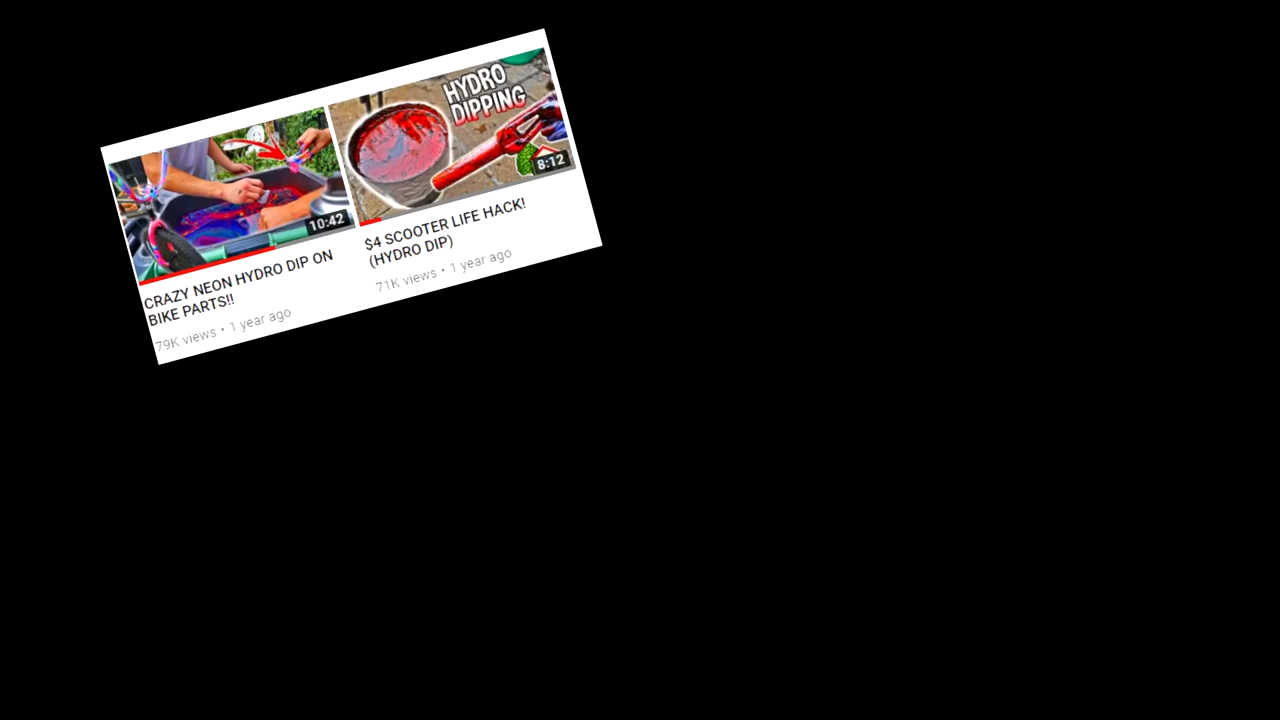 HYDRO
DIPPING
10:42
8:12
CRAZY NEON HYDRO DIP ON
BIKE PARTS!!
79K views • 1 year ago
$4 SCOOTER LIFE HACK!
(HYDRO DIP)
71K views • 1 year ago